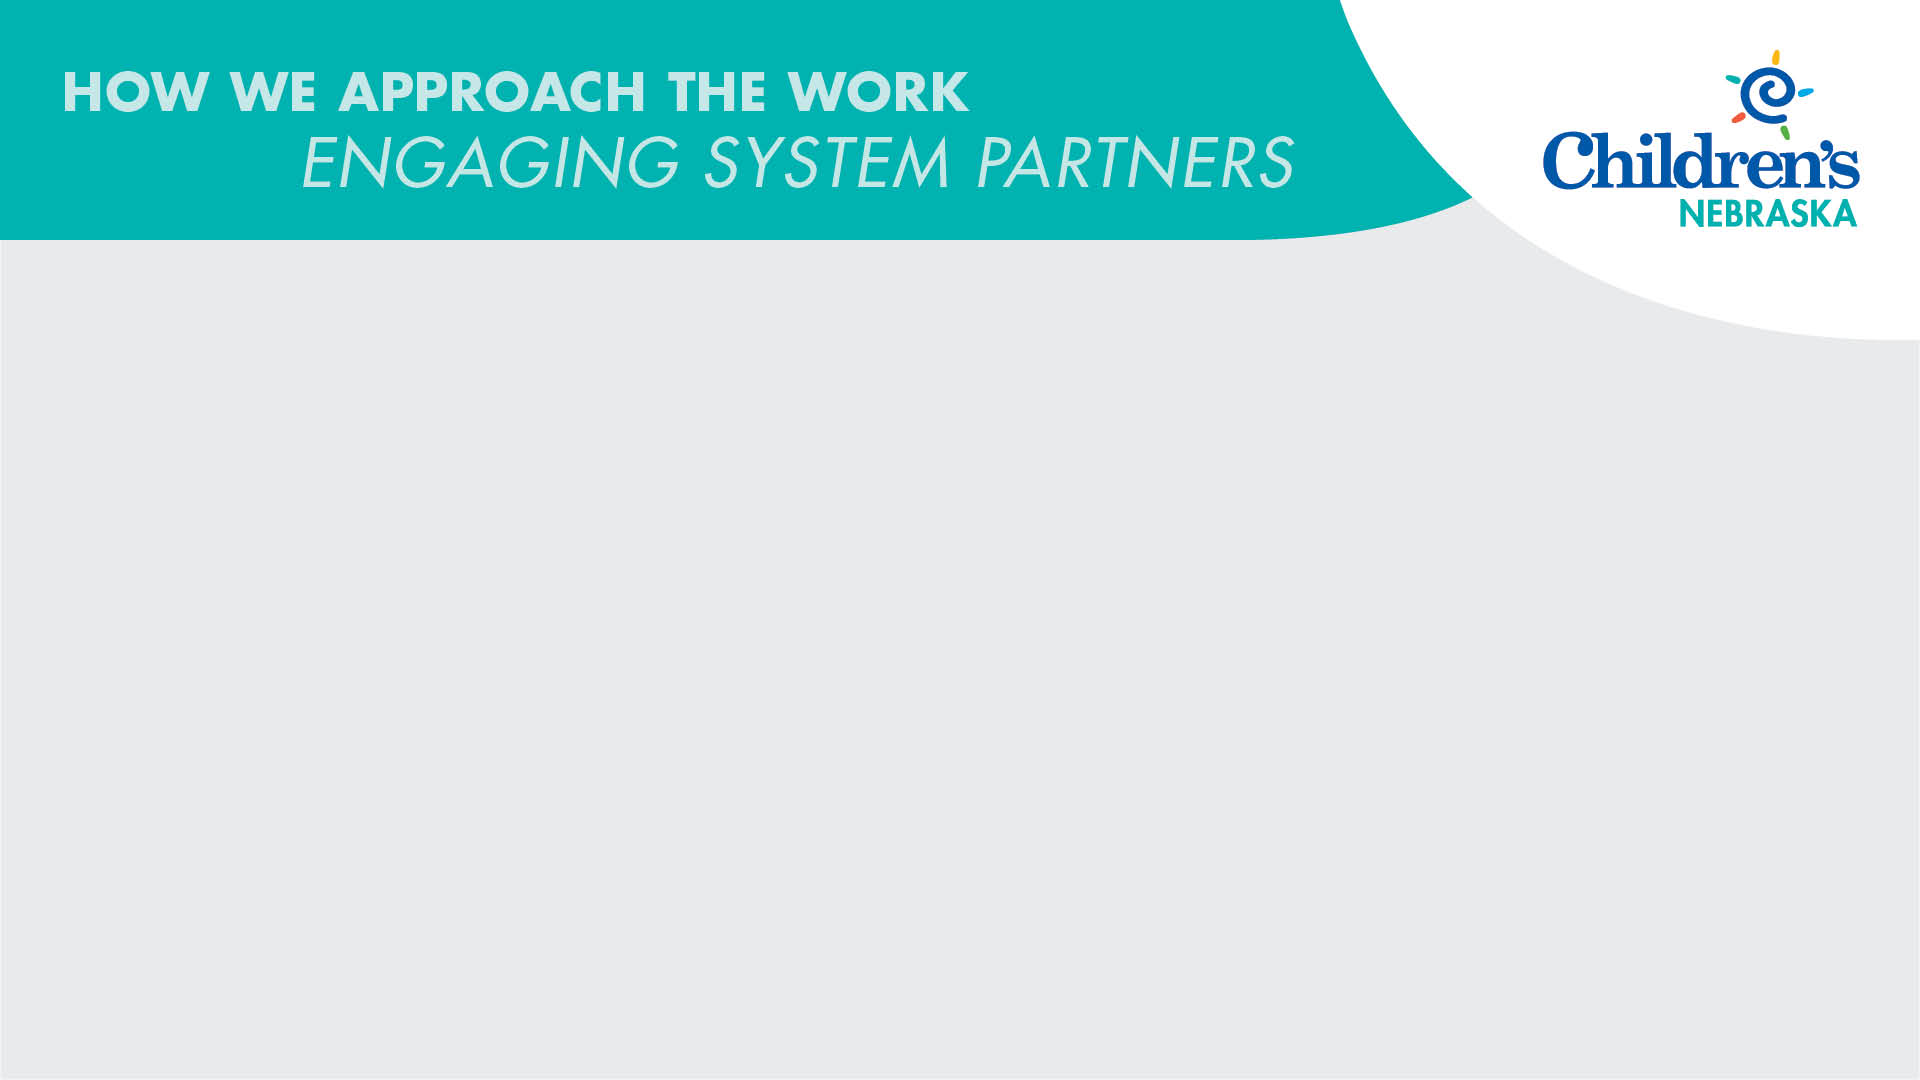 HOW WE APPROACH THE WORK
ENGAGING SYSTEM PARTNERS
Children's
NEBRASKA